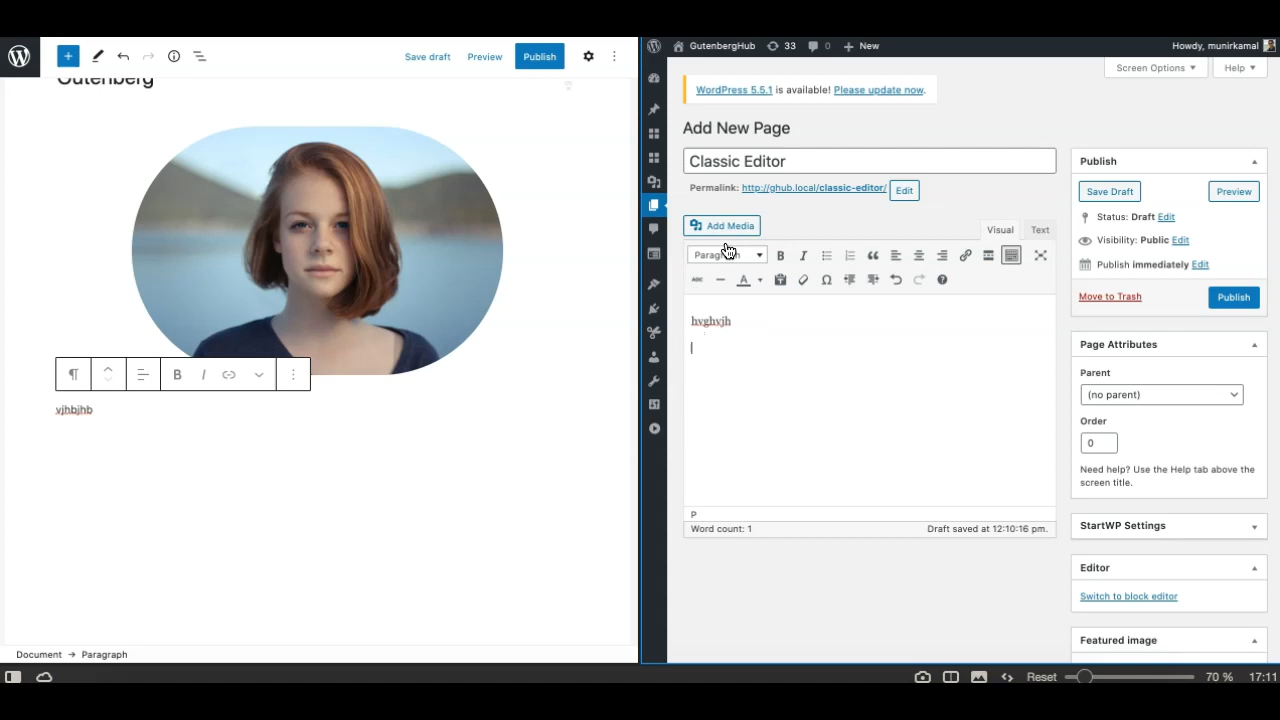 Save draft
Preview
Publish
Gutenberg
B
I
vjhbjhb
Document → Paragraph
GutenbergHub
33
0
New
Howdy, munirkamal
Screen Options
Help
WordPress 5.5.1 is available! Please update now.
Add New Page
Classic Editor
Permalink: http://ghub.local/classic-editor/
Edit
Add Media
Visual
Text
B
I
ABC
A
hvghvjh
P
Word count: 1
Draft saved at 12:10:16 pm.
Publish
Save Draft
Preview
Status: Draft Edit
Visibility: Public Edit
Publish immediately Edit
Move to Trash
Publish
Page Attributes
Parent
(no parent)
Order
0
Need help? Use the Help tab above the
screen title.
StartWP Settings
Editor
Switch to block editor
Featured image
Reset
70 %
17:11